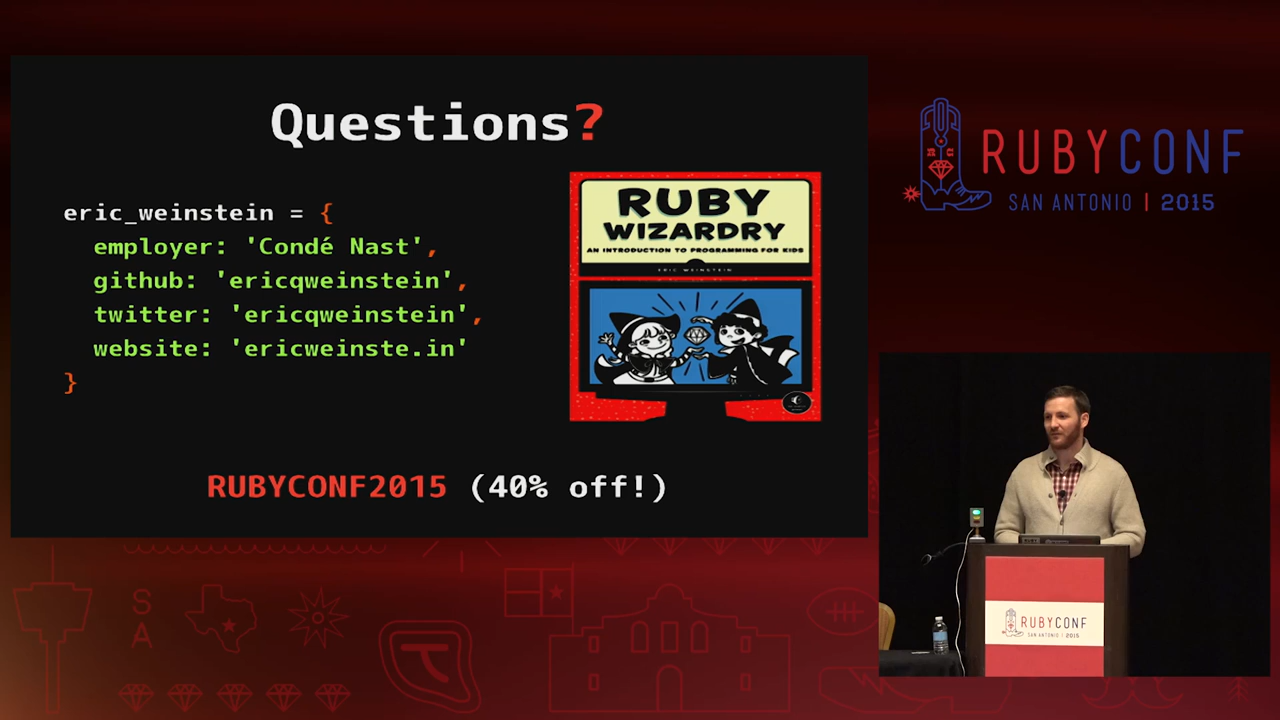 Questions?
eric_weinstein = {
employer: 'Condé Nast',
github: 'ericqweinstein',
twitter: 'ericqweinstein',
website: 'ericweinste.in'
}
RUBYCONF2015 (40% off!)
RUBY
WIZARDRY
AN INTRODUCTION TO PROGRAMMING FOR KIDS
ERIC WEINSTEIN
RUBYCONF
SAN ANTONIO | 2015
RUBYCONF
SAN ANTONIO | 2015
S
A